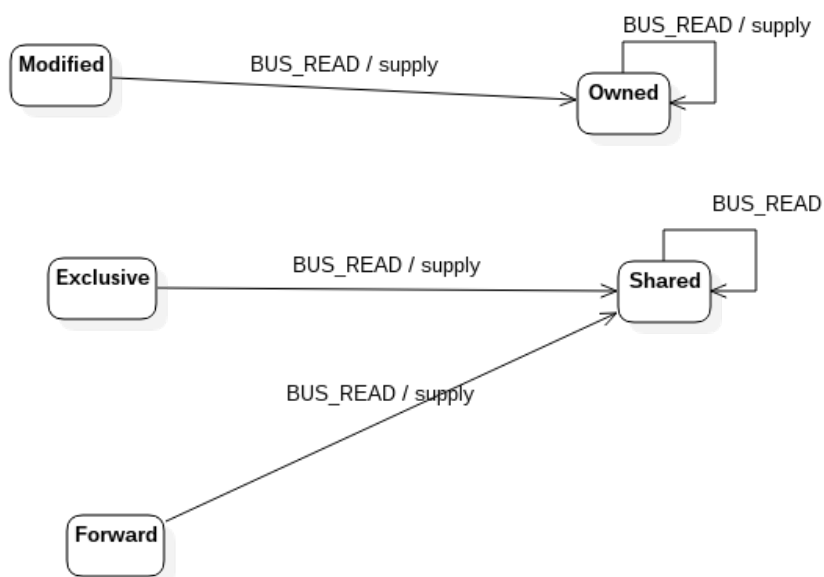 BUS_READ / supply
Modified
BUS_READ / supply
Owned
BUS_READ
Exclusive
BUS_READ / supply
Shared
BUS_READ / supply
Forward